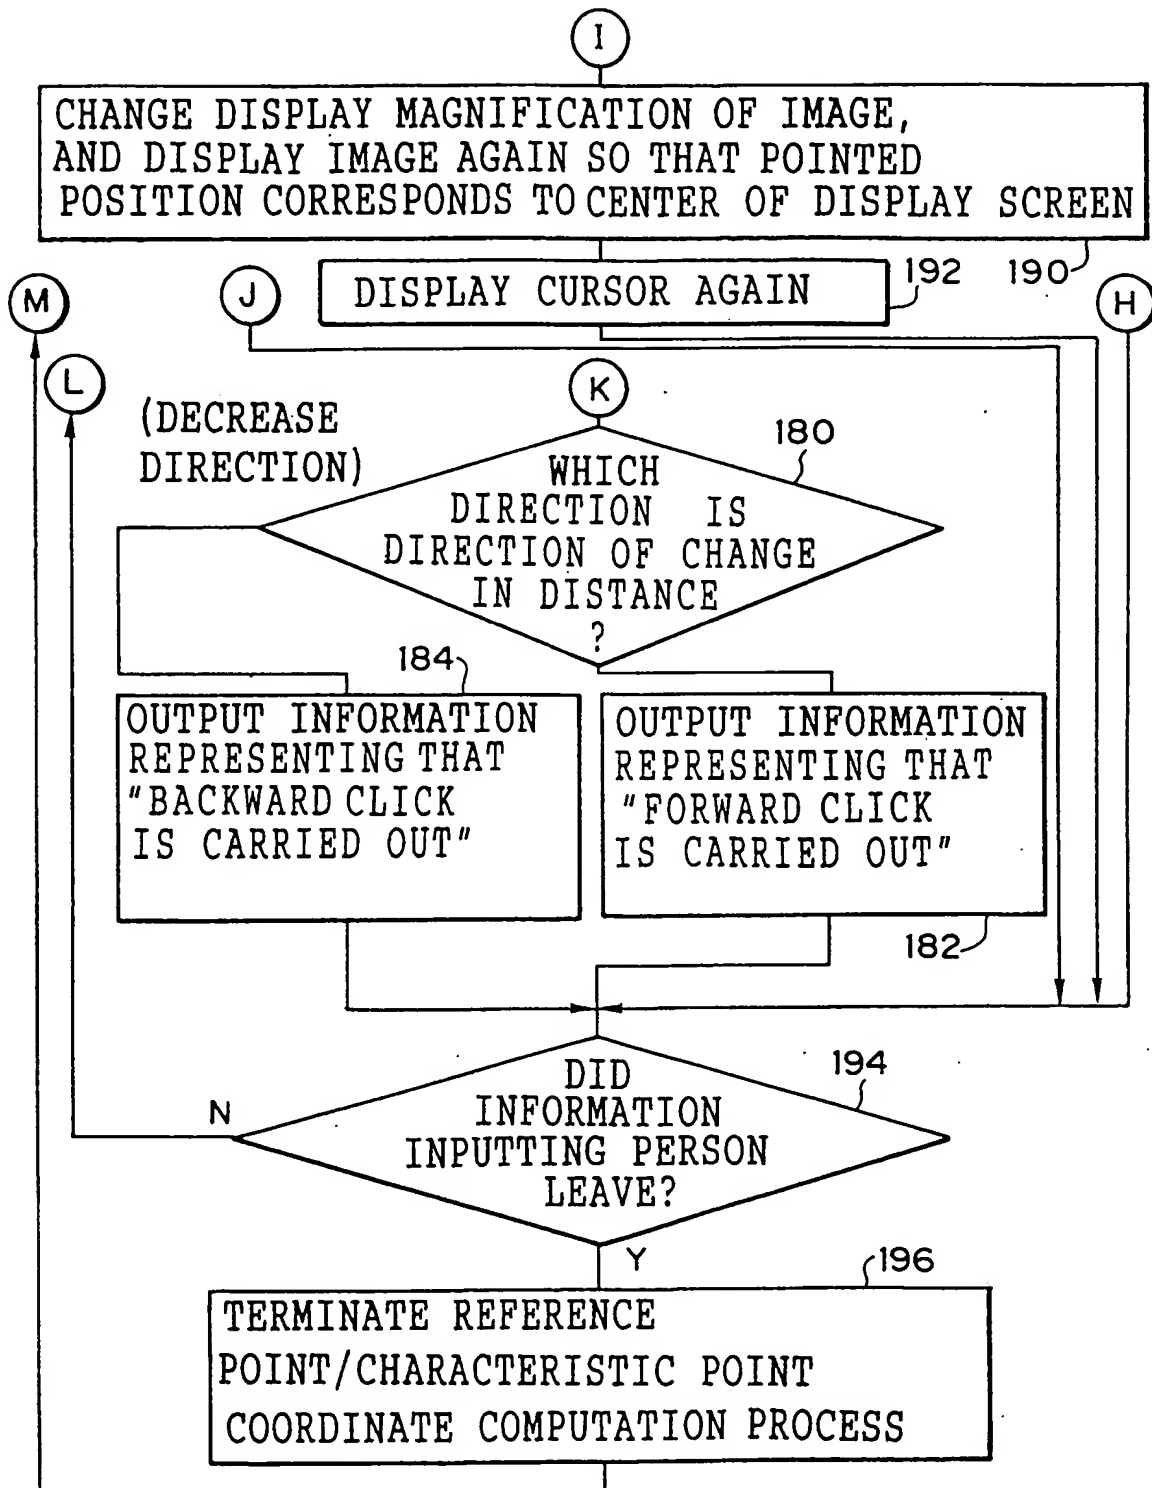 I
CHANGE DISPLAY MAGNIFICATION OF IMAGE,
AND DISPLAY IMAGE AGAIN SO THAT POINTED
POSITION CORRESPONDS TO CENTER OF DISPLAY SCREEN
190
192
DISPLAY CURSOR AGAIN
M
J
H
L
K
(DECREASE
DIRECTION)
180
WHICH
DIRECTION IS
DIRECTION OF CHANGE
IN DISTANCE
?
184
OUTPUT INFORMATION
REPRESENTING THAT
"BACKWARD CLICK
IS CARRIED OUT"
OUTPUT INFORMATION
REPRESENTING THAT
"FORWARD CLICK
IS CARRIED OUT"
182
194
DID
INFORMATION
INPUTTING PERSON
LEAVE?
N
Y
196
TERMINATE REFERENCE
POINT/CHARACTERISTIC POINT
COORDINATE COMPUTATION PROCESS